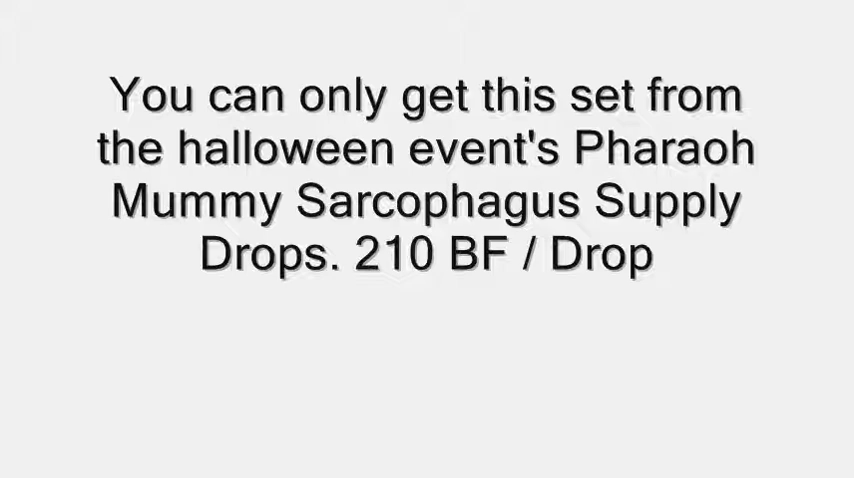 You can only get this set from
the halloween event's Pharaoh
Mummy Sarcophagus Supply
Drops. 210 BF / Drop